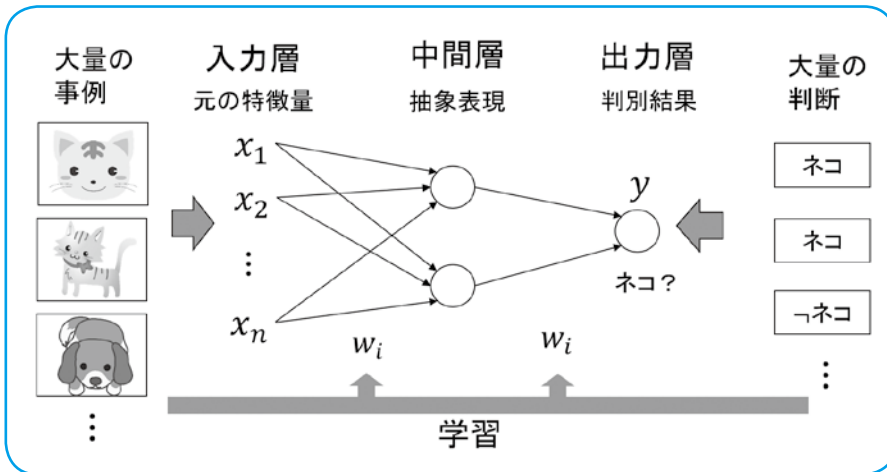 大量の
事例
入力層
元の特徴量
中間層
抽象表現
出力層
判別結果
大量の
判断
x1
x2
⋮
xn
wi
wi
y
ネコ？
ネコ
ネコ
¬ネコ
⋮
⋮
学習